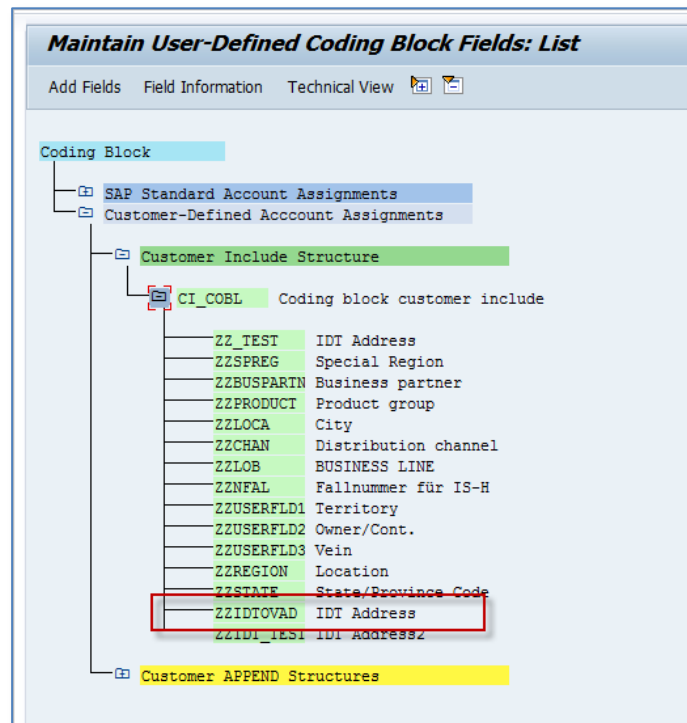 Maintain User-Defined Coding Block Fields: List
Add Fields Field Information Technical View
Coding Block
SAP Standard Account Assignments
Customer-Defined Acccount Assignments
Customer Include Structure
CI_COBL Coding block customer include
ZZ_TEST IDT Address
ZZSPREG Special Region
ZZBUSPARTN Business partner
ZZPRODUCT Product group
ZZLOCA City
ZZCHAN Distribution channel
ZZLOB BUSINESS LINE
ZZNFAL Fallnummer für IS-H
ZZUSERFLD1 Territory
ZZUSERFLD2 Owner/Cont.
ZZUSERFLD3 Vein
ZZREGION Location
ZZSTATE State/Province Code
ZZIDTOVAD IDT Address
ZZIDT_TEST IDT Address2
Customer APPEND Structures